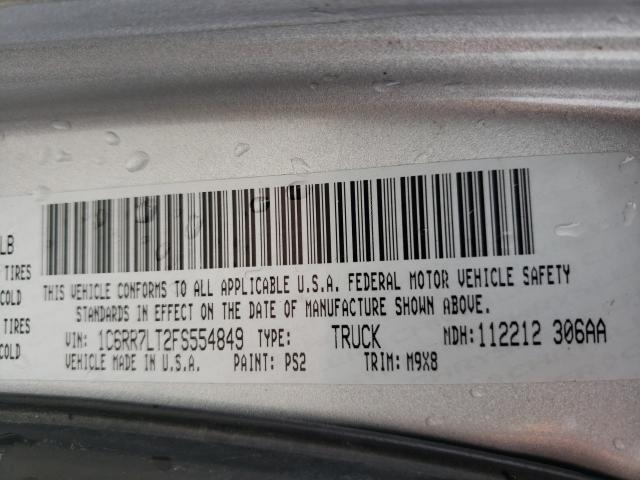 LB
TIRES
COLD
TIRES
COLD
THIS VEHICLE CONFORMS TO ALL APPLICABLE U.S.A. FEDERAL MOTOR VEHICLE SAFETY
STANDARDS IN EFFECT ON THE DATE OF MANUFACTURE SHOWN ABOVE.
VIN: 1C6RR7LT2FS554849 TYPE: TRUCK MDH:112212 306AA
VEHICLE MADE IN U.S.A. PAINT: PS2 TRIM: M9X8